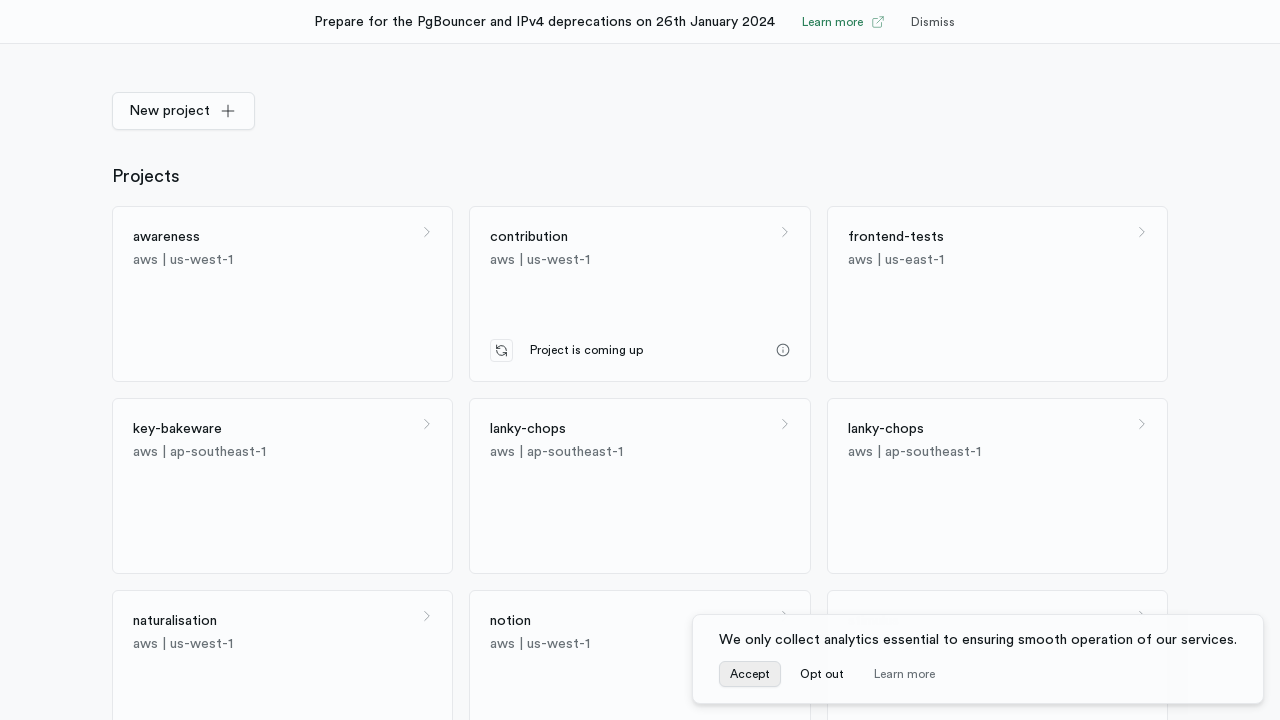 Prepare for the PgBouncer and IPv4 deprecations on 26th January 2024 Learn more Dismiss
New project
Projects
awareness
aws | us-west-1
contribution
aws | us-west-1
Project is coming up
frontend-tests
aws | us-east-1
key-bakeware
aws | ap-southeast-1
lanky-chops
aws | ap-southeast-1
lanky-chops
aws | ap-southeast-1
naturalisation
aws | us-west-1
notion
aws | us-west-1
We only collect analytics essential to ensuring smooth operation of our services.
Accept Opt out Learn more